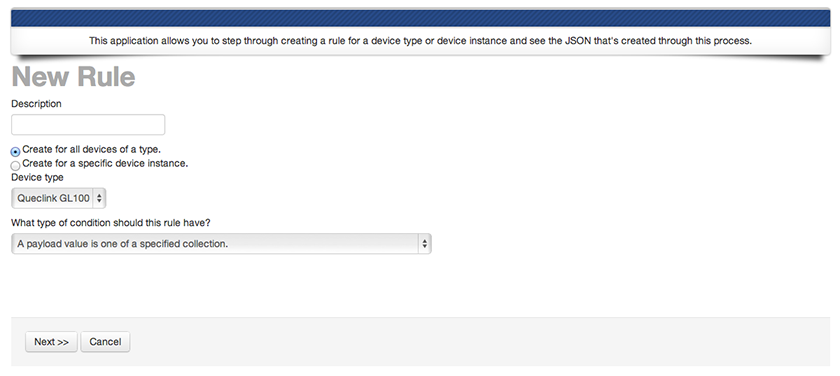 This application allows you to step through creating a rule for a device type or device instance and see the JSON that's created through this process.
New Rule
Description
Create for all devices of a type.
Create for a specific device instance.
Device type
Queclink GL100
What type of condition should this rule have?
A payload value is one of a specified collection.
Next >> Cancel